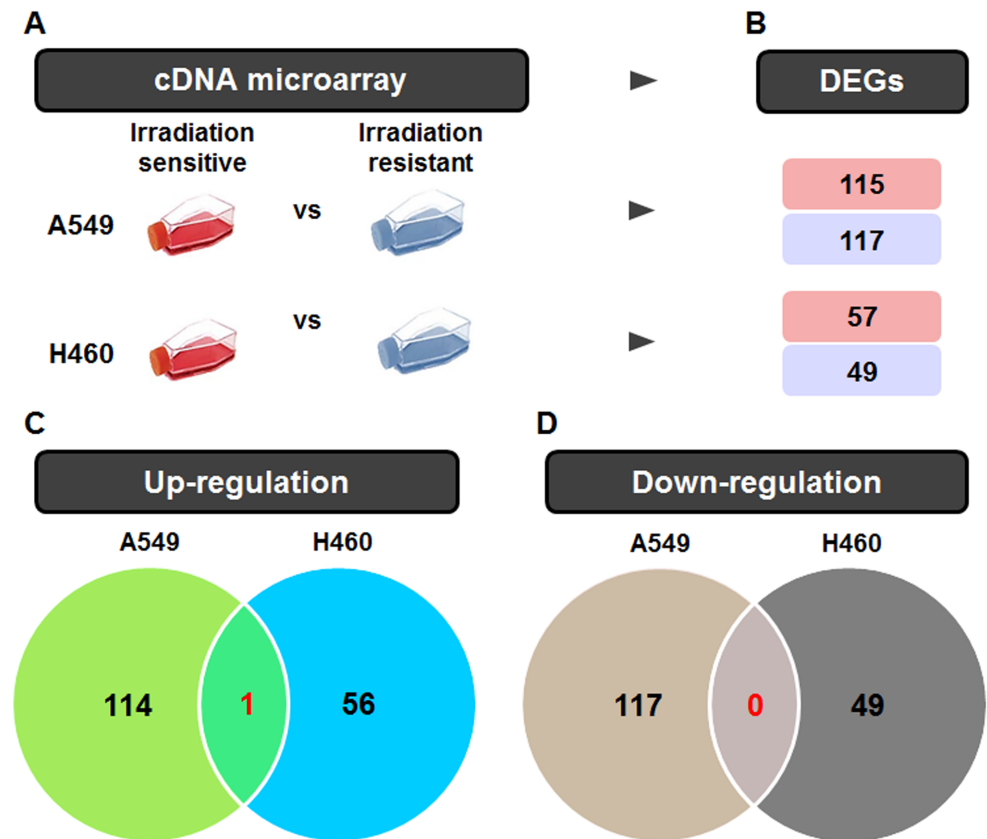 A
B
cDNA microarray
DEGs
Irradiation
sensitive
Irradiation
resistant
A549
vs
115
117
H460
vs
57
49
C
D
Up-regulation
Down-regulation
A549
H460
A549
H460
114
1
56
117
0
49